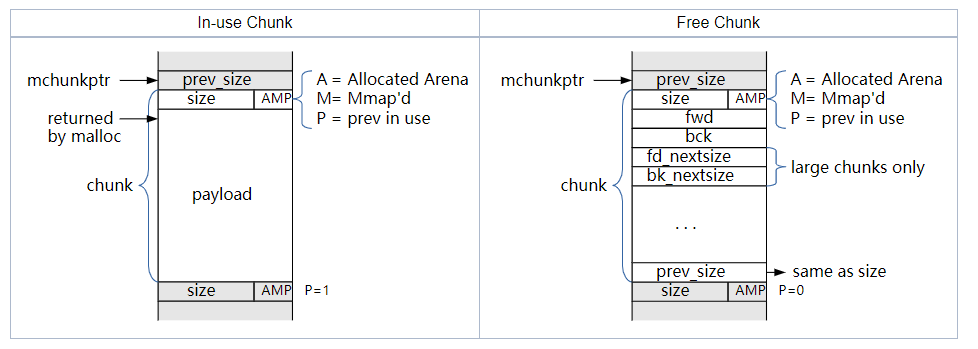 In-use Chunk
mchunkptr
prev_size
size
AMP
A = Allocated Arena
M= Mmap'd
P = prev in use
returned
by malloc
chunk
payload
size
AMP
P=1
Free Chunk
mchunkptr
prev_size
size
AMP
A = Allocated Arena
M= Mmap'd
P = prev in use
fwd
bck
fd_nextsize
bk_nextsize
large chunks only
chunk
. . .
prev_size
same as size
size
AMP
P=0